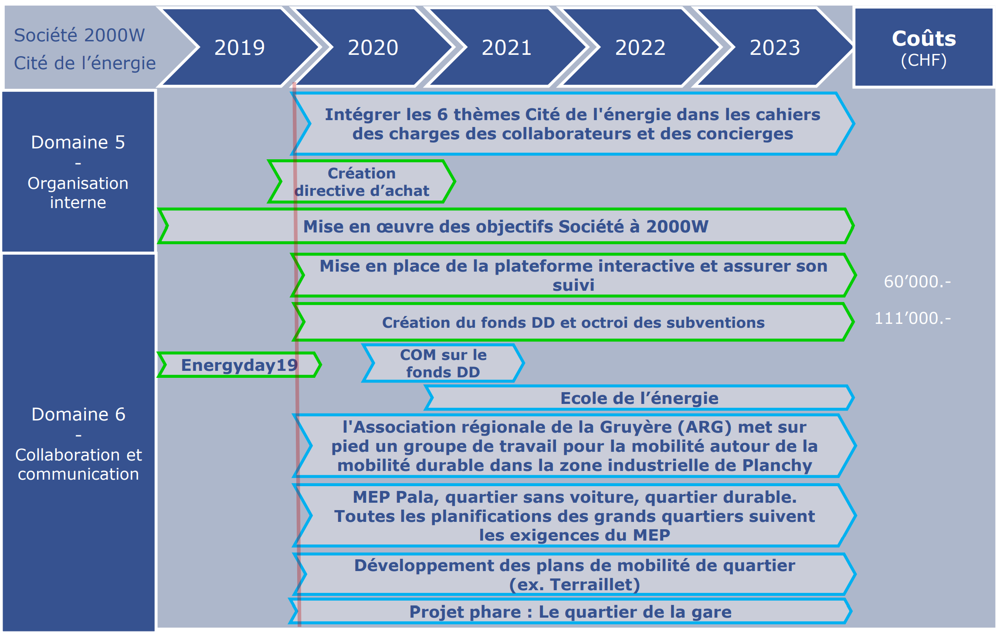 Société 2000W
Cité de l’énergie
2019
2020
2021
2022
2023
Coûts
(CHF)
Domaine 5
-
Organisation
interne
Intégrer les 6 thèmes Cité de l'énergie dans les cahiers
des charges des collaborateurs et des concierges
Création
directive d’achat
Mise en œuvre des objectifs Société à 2000W
Domaine 6
-
Collaboration et
communication
Mise en place de la plateforme interactive et assurer son
suivi
60’000.-
Création du fonds DD et octroi des subventions
111’000.-
Energyday19
COM sur le
fonds DD
Ecole de l’énergie
l'Association régionale de la Gruyère (ARG) met sur
pied un groupe de travail pour la mobilité autour de la
mobilité durable dans la zone industrielle de Planchy
MEP Pala, quartier sans voiture, quartier durable.
Toutes les planifications des grands quartiers suivent
les exigences du MEP
Développement des plans de mobilité de quartier
(ex. Terraillet)
Projet phare : Le quartier de la gare